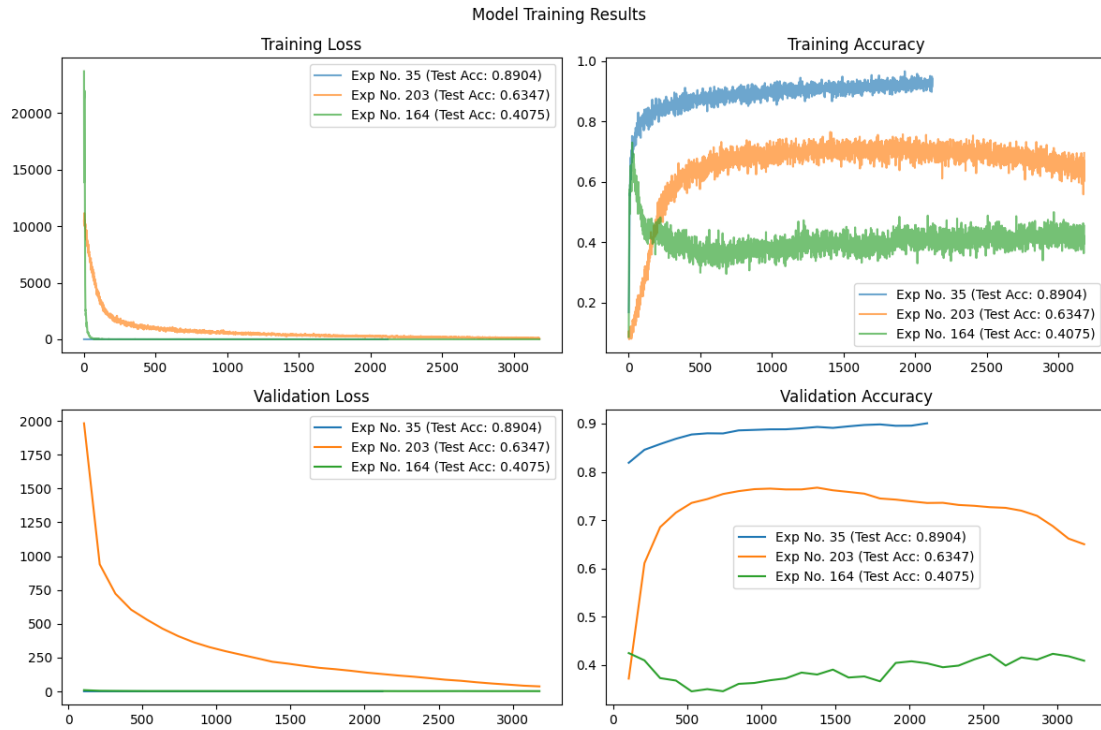 Model Training Results
Training Loss
Exp No. 35 (Test Acc: 0.8904)
Exp No. 203 (Test Acc: 0.6347)
Exp No. 164 (Test Acc: 0.4075)
20000
15000
10000
5000
0
0 500 1000 1500 2000 2500 3000
Training Accuracy
1.0
0.8
0.6
0.4
0.2
Exp No. 35 (Test Acc: 0.8904)
Exp No. 203 (Test Acc: 0.6347)
Exp No. 164 (Test Acc: 0.4075)
0 500 1000 1500 2000 2500 3000
Validation Loss
Exp No. 35 (Test Acc: 0.8904)
Exp No. 203 (Test Acc: 0.6347)
Exp No. 164 (Test Acc: 0.4075)
2000
1750
1500
1250
1000
750
500
250
0
0 500 1000 1500 2000 2500 3000
Validation Accuracy
0.9
0.8
0.7
0.6
0.5
0.4
Exp No. 35 (Test Acc: 0.8904)
Exp No. 203 (Test Acc: 0.6347)
Exp No. 164 (Test Acc: 0.4075)
0 500 1000 1500 2000 2500 3000